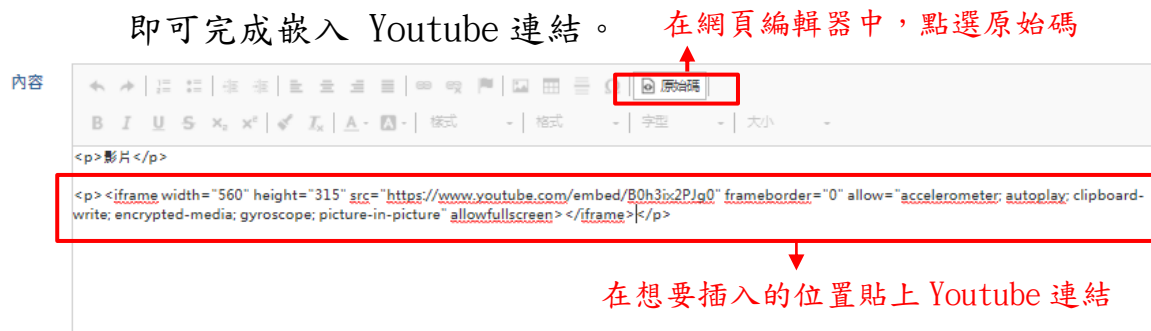 即可完成嵌入 Youtube 連結。
在網頁編輯器中，點選原始碼
內容
原始碼
B I U S x₂ x² Iₓ A A 樣式 格式 字型 大小
<p>影片</p>
<p><iframe width="560" height="315" src="https://www.youtube.com/embed/B0h3ix2PJg0" frameborder="0" allow="accelerometer; autoplay; clipboard-
write; encrypted-media; gyroscope; picture-in-picture" allowfullscreen></iframe></p>
在想要插入的位置貼上 Youtube 連結